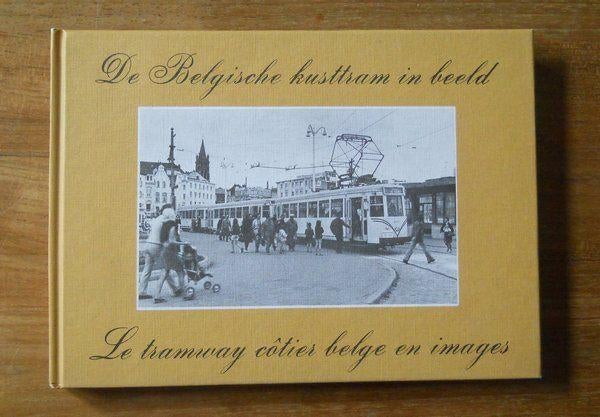 De Belgische kusttram in beeld
Le tramway côtier belge en images